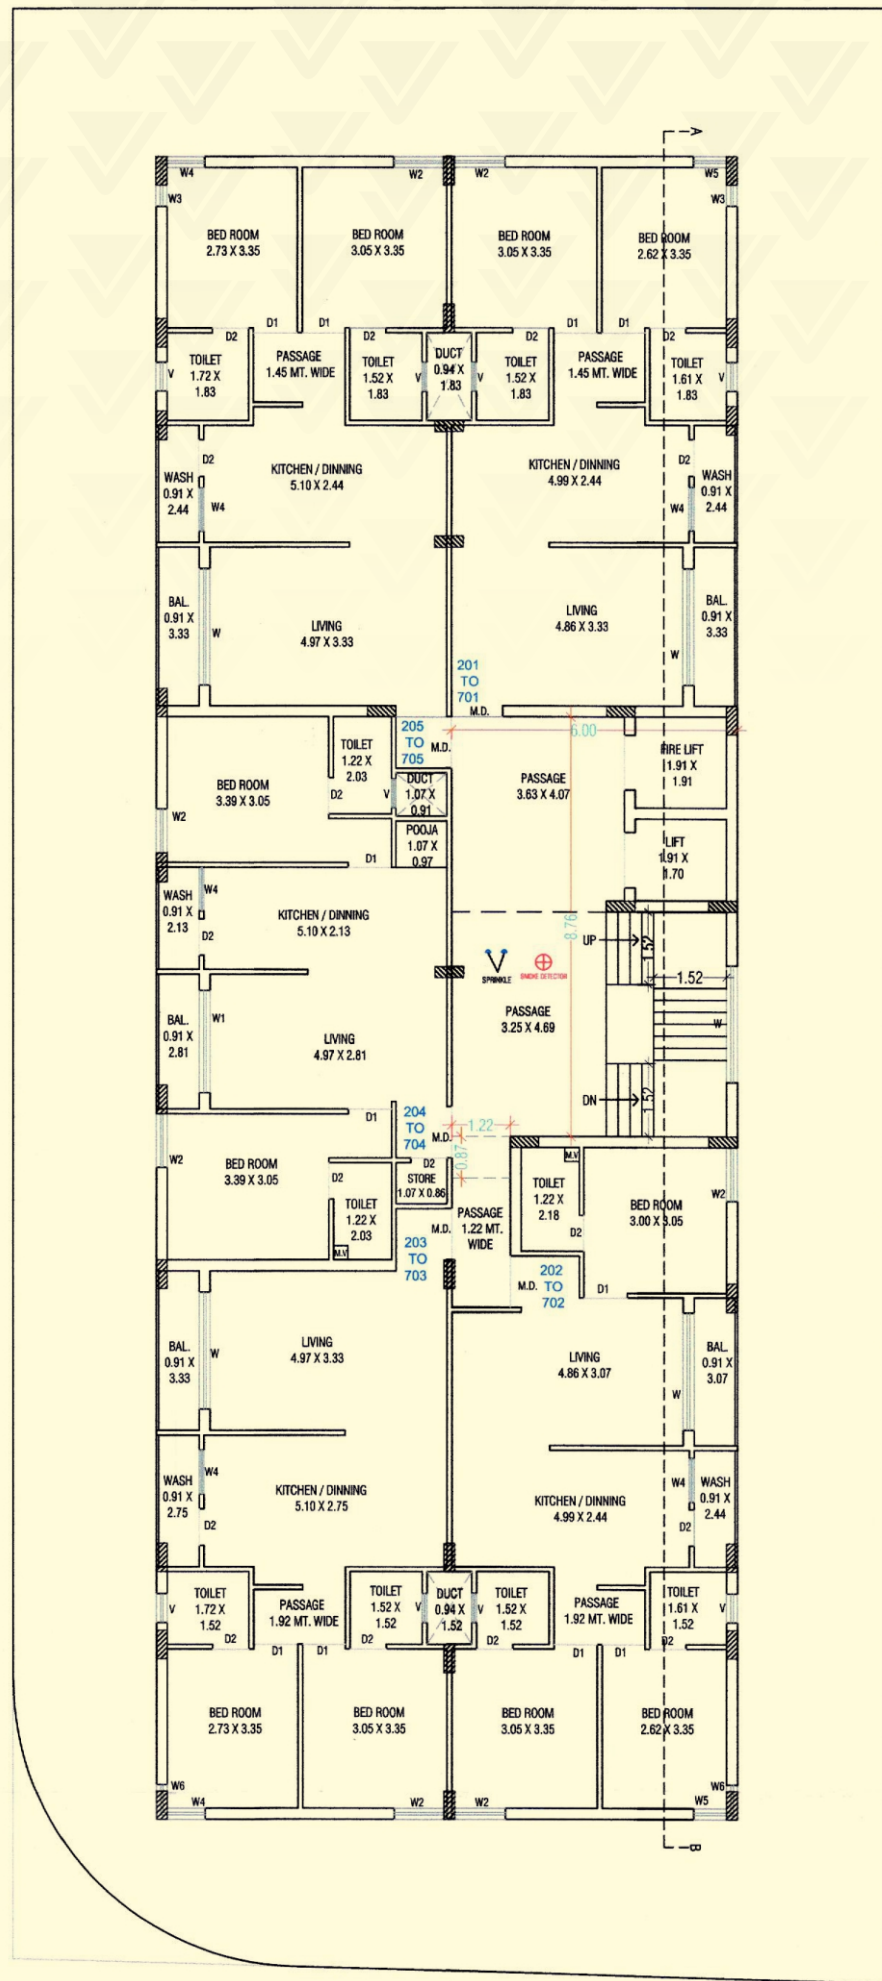 A
W4
W2
W2
W5
W3
W3
BED ROOM
2.73 X 3.35
BED ROOM
3.05 X 3.35
BED ROOM
3.05 X 3.35
BED ROOM
2.62 X 3.35
D1
D1
D1
D1
D2
D2
D2
D2
TOILET
1.72 X
1.83
PASSAGE
1.45 MT. WIDE
TOILET
1.52 X
1.83
DUCT
0.94 X
1.83
TOILET
1.52 X
1.83
PASSAGE
1.45 MT. WIDE
TOILET
1.61 X
1.83
V
V
V
V
D2
WASH
0.91 X
2.44
W4
KITCHEN / DINNING
5.10 X 2.44
KITCHEN / DINNING
4.99 X 2.44
D2
WASH
0.91 X
2.44
W4
BAL.
0.91 X
3.33
W
LIVING
4.97 X 3.33
LIVING
4.86 X 3.33
W
BAL.
0.91 X
3.33
201
TO
701
M.D.
205
TO
705
M.D.
6.00
BED ROOM
3.39 X 3.05
TOILET
1.22 X
2.03
D2
V
DUCT
1.07 X
0.91
PASSAGE
3.63 X 4.07
FIRE LIFT
1.91 X
1.91
W2
POOJA
1.07 X
0.97
D1
LIFT
1.91 X
1.70
WASH
0.91 X
2.13
W4
D2
KITCHEN / DINNING
5.10 X 2.13
8.76
UP
1.52
1.52
SPRINKLE
SMOKE DETECTOR
BAL.
0.91 X
2.81
W1
LIVING
4.97 X 2.81
PASSAGE
3.25 X 4.69
W
DN
1.52
D1
204
TO
704
M.D.
1.22
0.87
W2
BED ROOM
3.39 X 3.05
D2
D2
STORE
1.07 X 0.86
TOILET
1.22 X
2.03
M.V
M.D.
203
TO
703
PASSAGE
1.22 MT.
WIDE
M.V
TOILET
1.22 X
2.18
D2
BED ROOM
3.00 X 3.05
W2
M.D.
202
TO
702
D1
BAL.
0.91 X
3.33
W
LIVING
4.97 X 3.33
LIVING
4.86 X 3.07
W
BAL.
0.91 X
3.07
WASH
0.91 X
2.75
W4
D2
KITCHEN / DINNING
5.10 X 2.75
KITCHEN / DINNING
4.99 X 2.44
W4
D2
WASH
0.91 X
2.44
V
TOILET
1.72 X
1.52
D2
PASSAGE
1.92 MT. WIDE
TOILET
1.52 X
1.52
D2
V
DUCT
0.94 X
1.52
V
TOILET
1.52 X
1.52
D2
PASSAGE
1.92 MT. WIDE
TOILET
1.61 X
1.52
D2
V
D1
D1
D1
D1
BED ROOM
2.73 X 3.35
BED ROOM
3.05 X 3.35
BED ROOM
3.05 X 3.35
BED ROOM
2.62 X 3.35
W6
W6
W4
W2
W2
W5
B